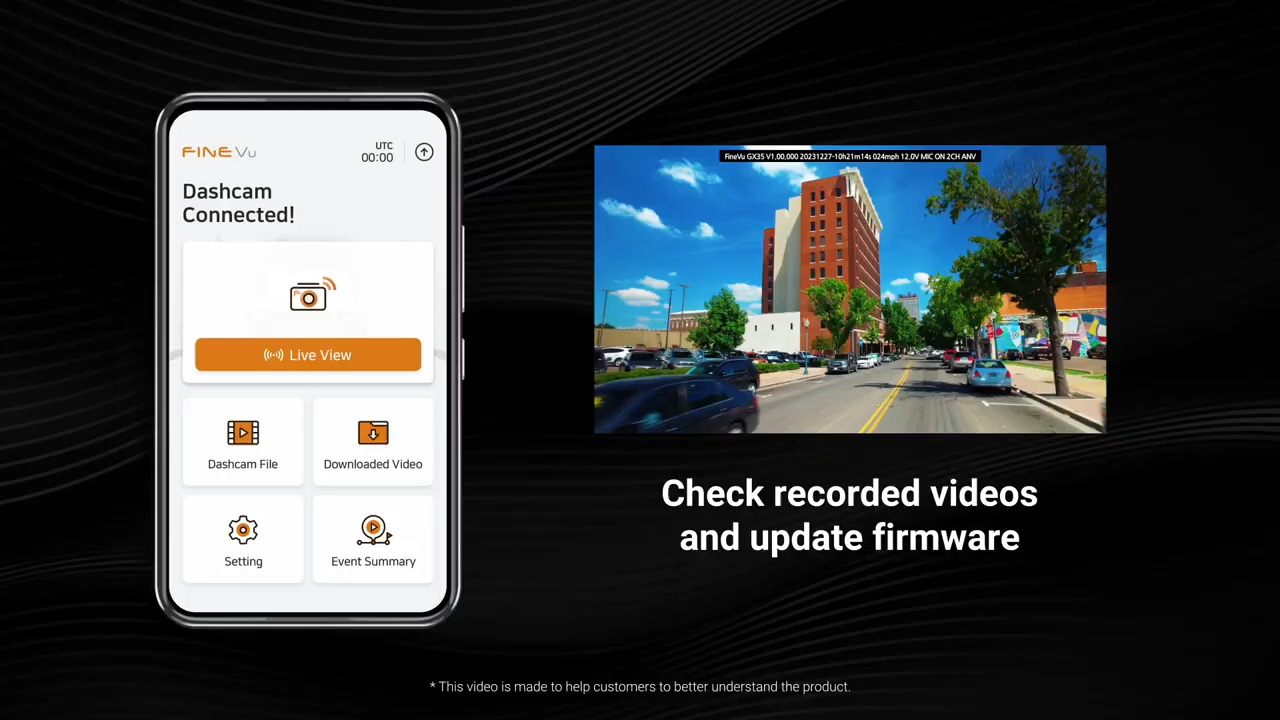 FINE Vu
UTC
00:00
Dashcam
Connected!
Live View
Dashcam File
Downloaded Video
Setting
Event Summary
FineVu GX35 V1,00,000 20231227-10h21m14s 024mph 12.0V MIC ON 2CH ANV
Check recorded videos
and update firmware
* This video is made to help customers to better understand the product.